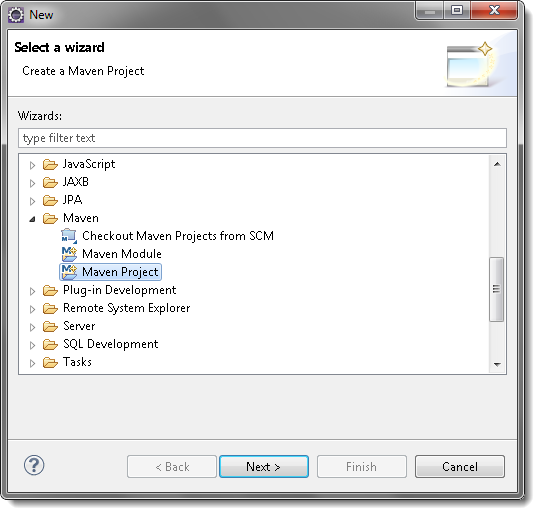 New
Select a wizard
Create a Maven Project
Wizards:
type filter text
JavaScript
JAXB
JPA
Maven
Checkout Maven Projects from SCM
Maven Module
Maven Project
Plug-in Development
Remote System Explorer
Server
SQL Development
Tasks
? < Back Next > Finish Cancel